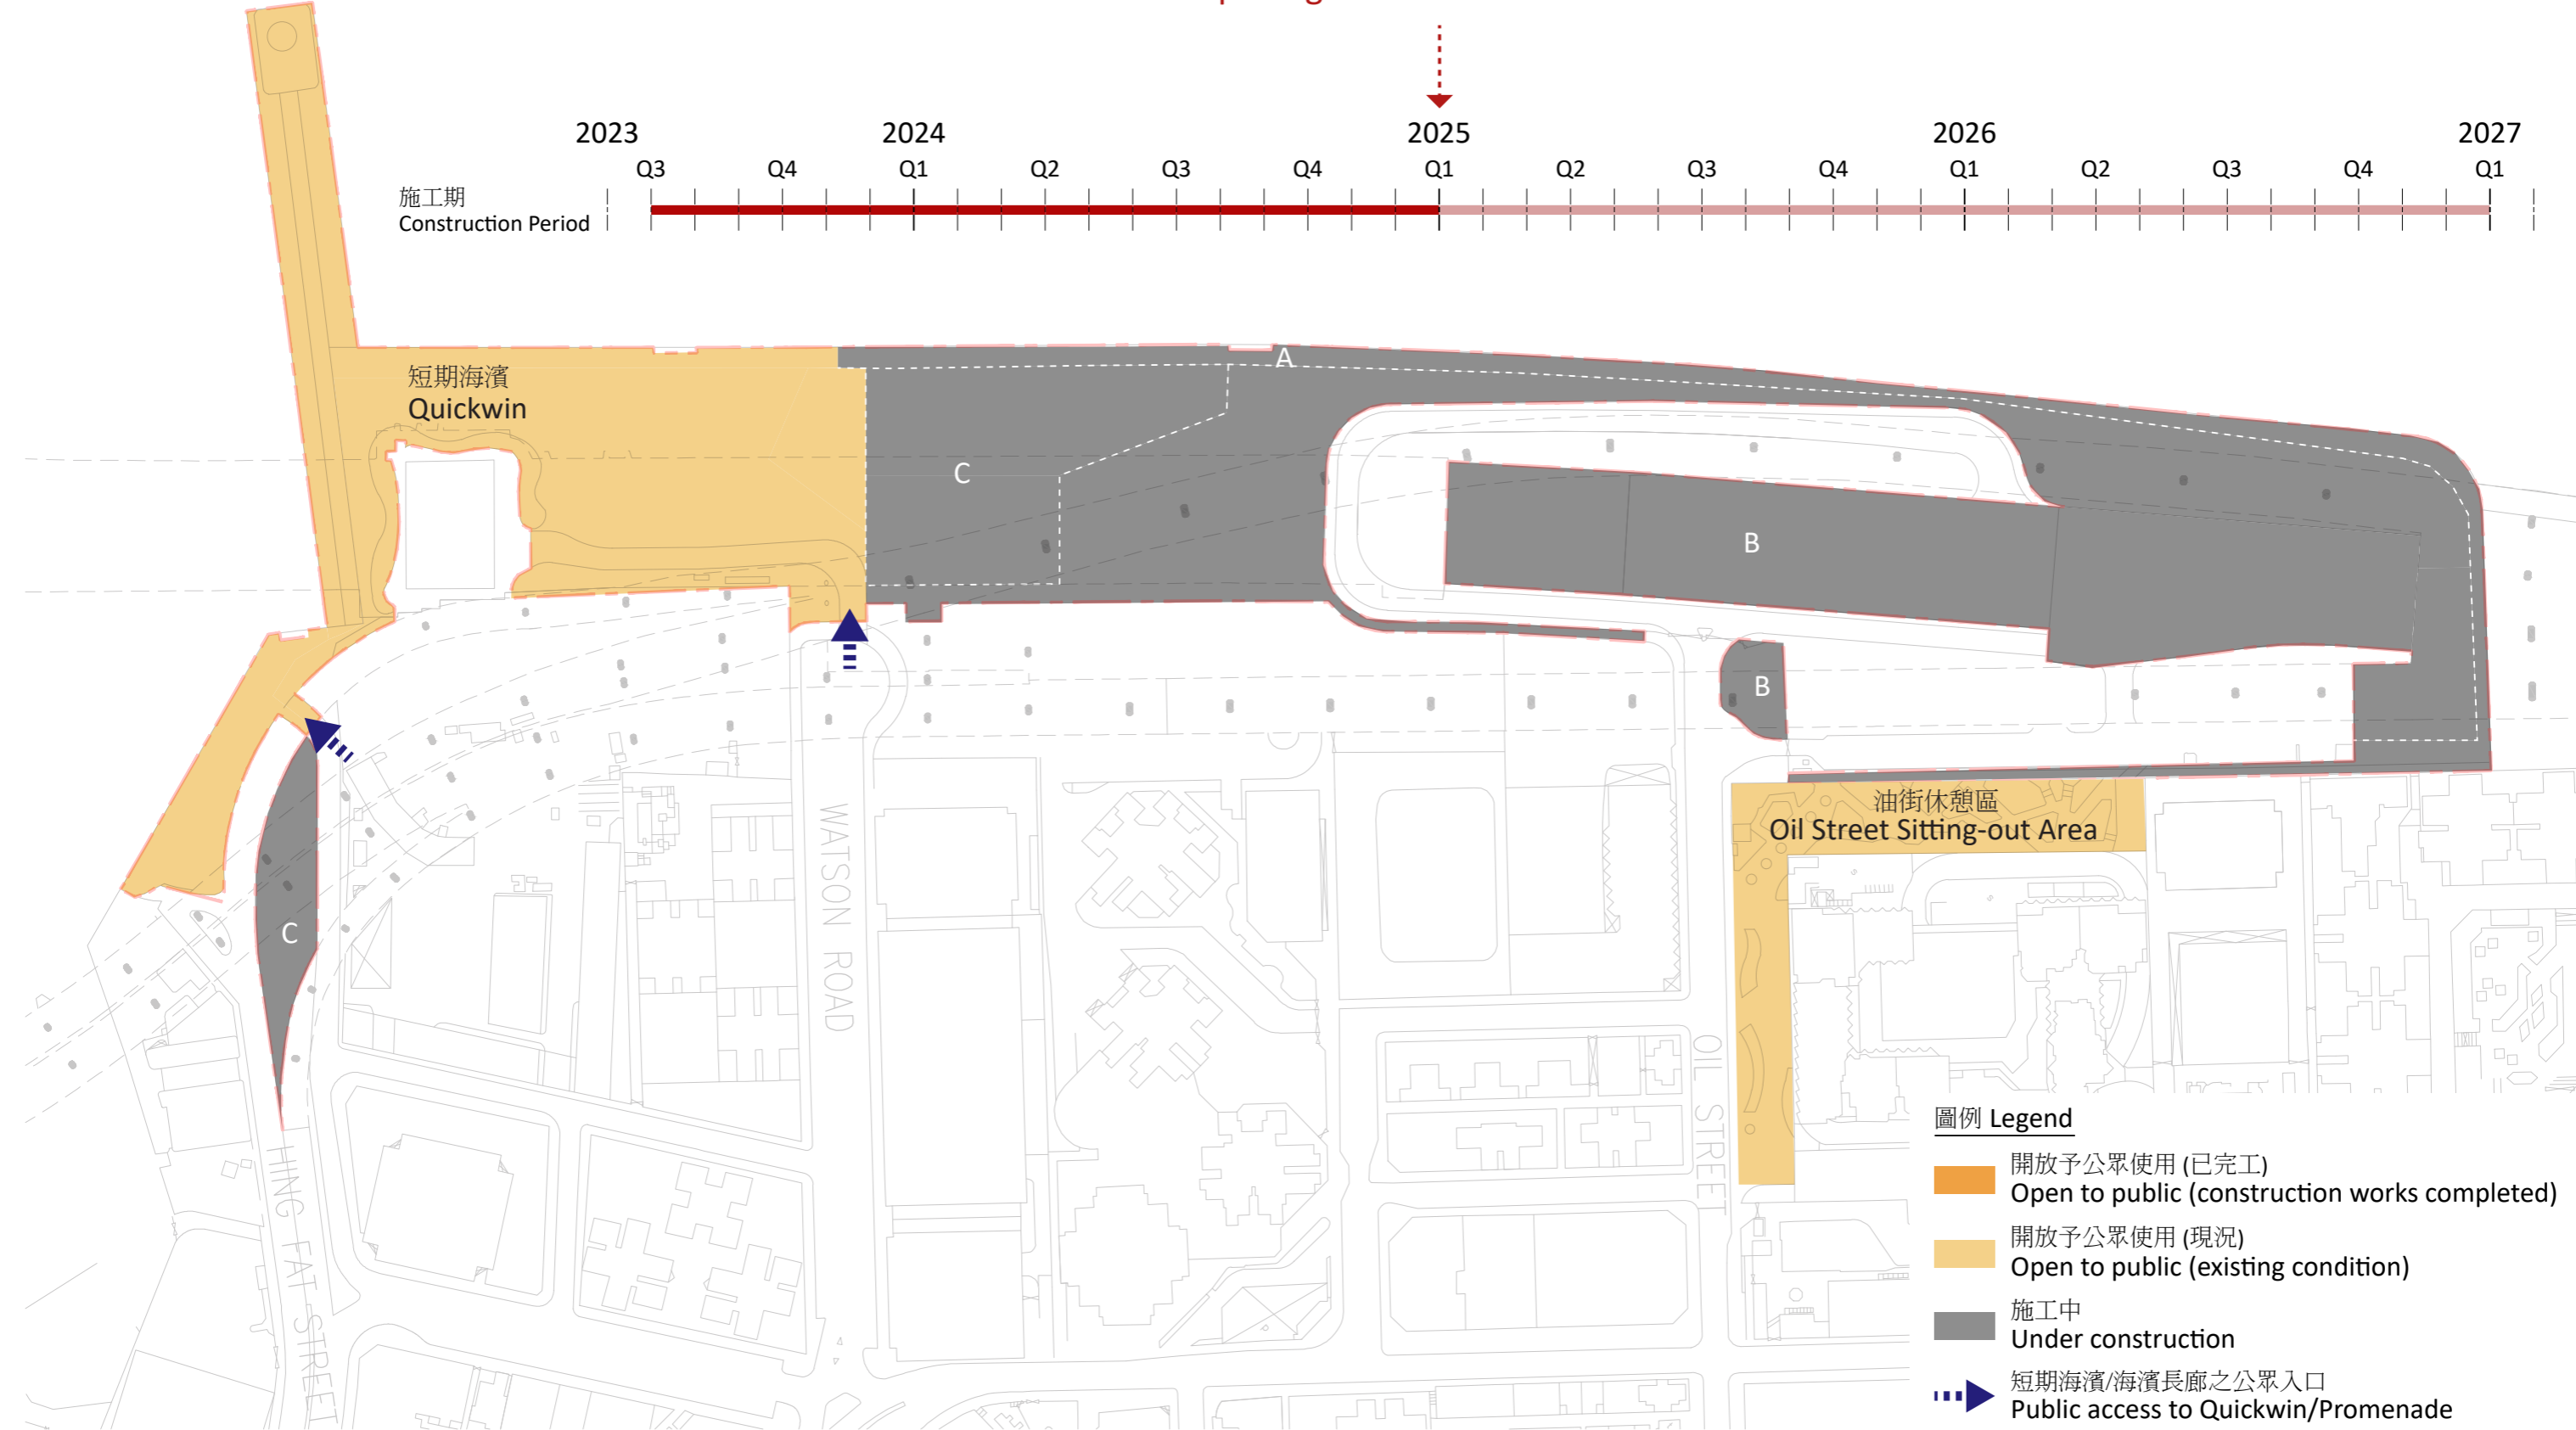 2023 2024 2025 2026 2027
Q3 Q4 Q1 Q2 Q3 Q4 Q1 Q2 Q3 Q4 Q1 Q2 Q3 Q4 Q1
施工期
Construction Period
A
短期海濱
Quickwin
C
B
B
油街休憩區
Oil Street Sitting-out Area
WATSON ROAD
C
OIL STREET
HING FAT STREET
圖例 Legend
開放予公眾使用 (已完工)
Open to public (construction works completed)
開放予公眾使用 (現況)
Open to public (existing condition)
施工中
Under construction
短期海濱/海濱長廊之公眾入口
Public access to Quickwin/Promenade